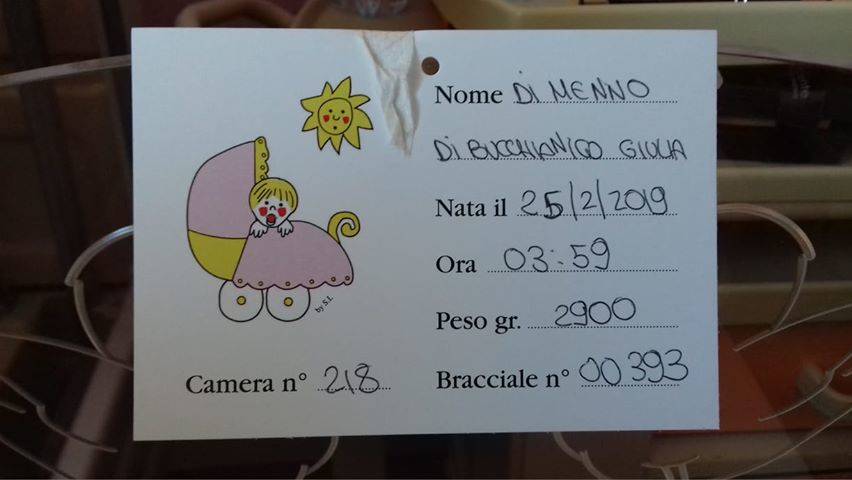 Nome DI MENNO
DI BUCCHIANICO GIULIA
Nata il 25/2/2019
Ora 03:59
Peso gr. 2900
by S.I.
Camera n° 218
Bracciale n° 00393